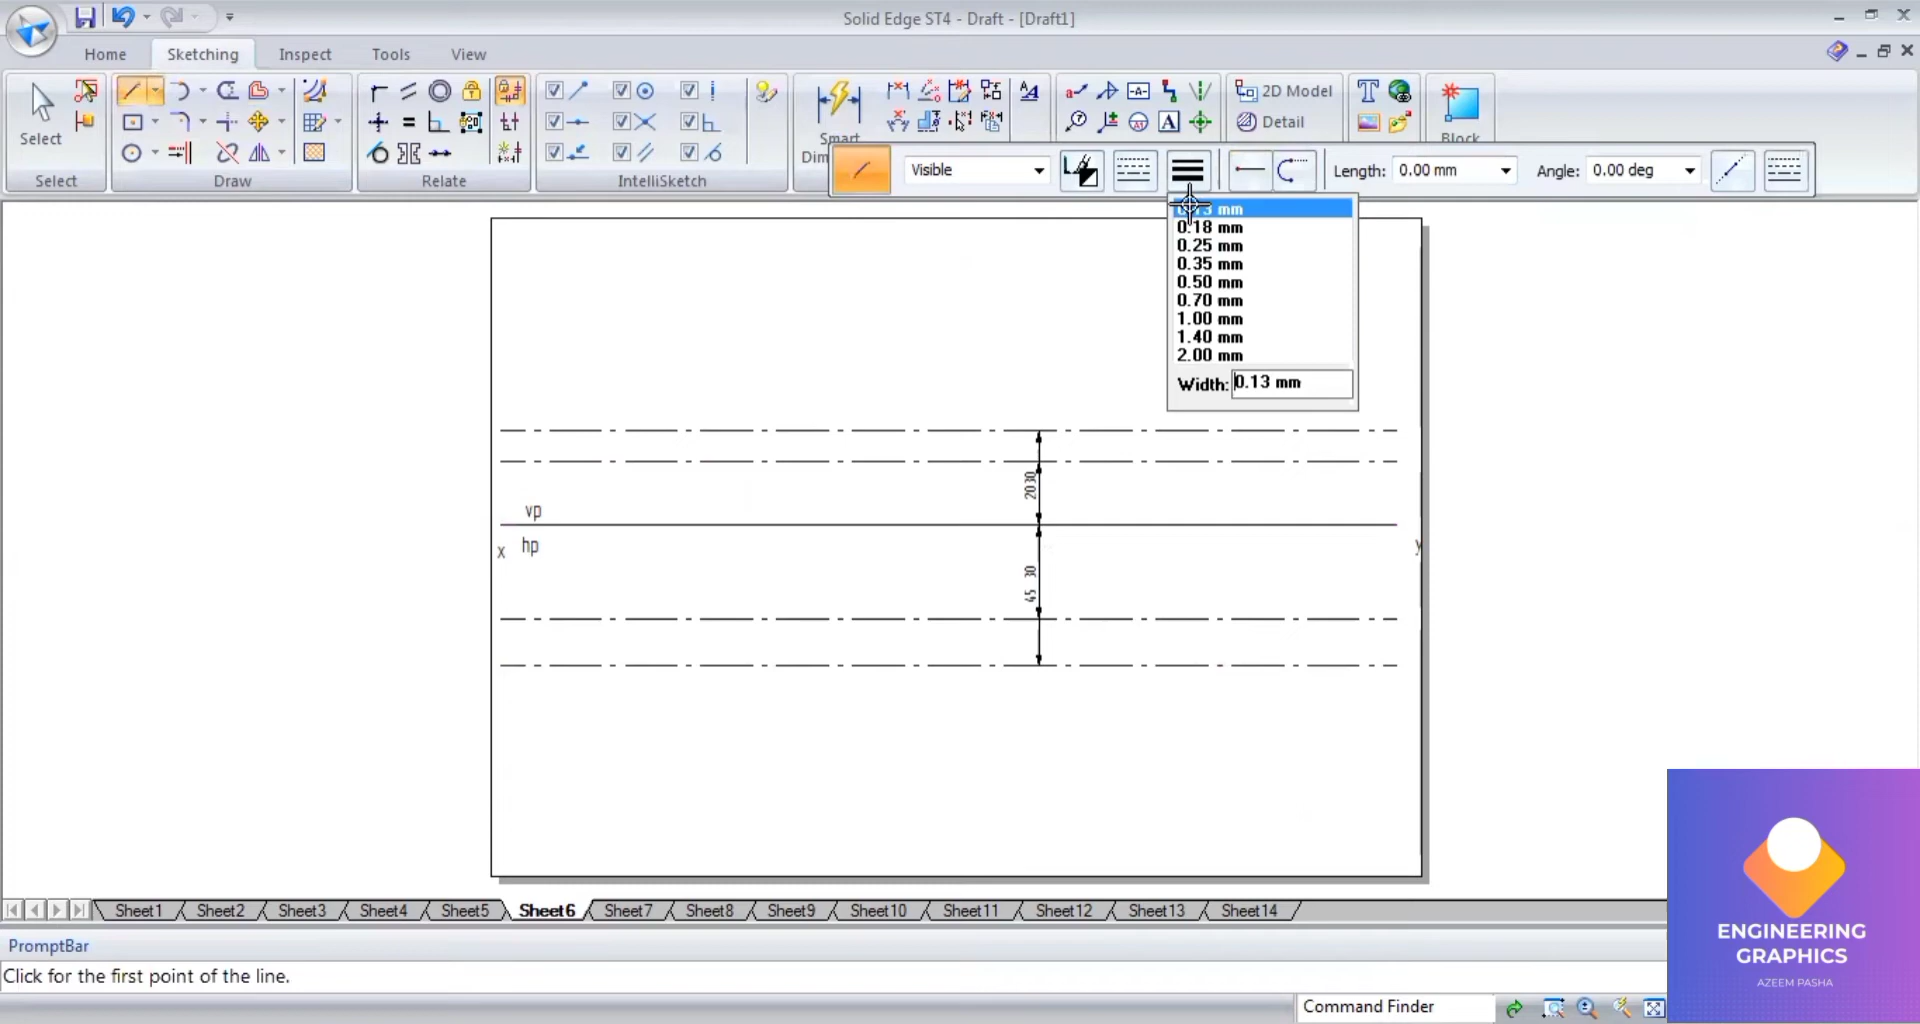 Solid Edge ST4 - Draft - [Draft1]
Home
Sketching
Inspect
Tools
View
Select
Smart
2D Model
Detail
Block
Select
Draw
Relate
IntelliSketch
Visible
Length:
0.00 mm
Angle:
0.00 deg
0.18 mm
0.25 mm
0.35 mm
0.50 mm
0.70 mm
1.00 mm
1.40 mm
2.00 mm
Width:
0.13 mm
20
30
vp
x
hp
y
30
45
Sheet1
Sheet2
Sheet3
Sheet4
Sheet5
Sheet6
Sheet7
Sheet8
Sheet9
Sheet10
Sheet11
Sheet12
Sheet13
Sheet14
PromptBar
Click for the first point of the line.
Command Finder
ENGINEERING
GRAPHICS
AZEEM PASHA